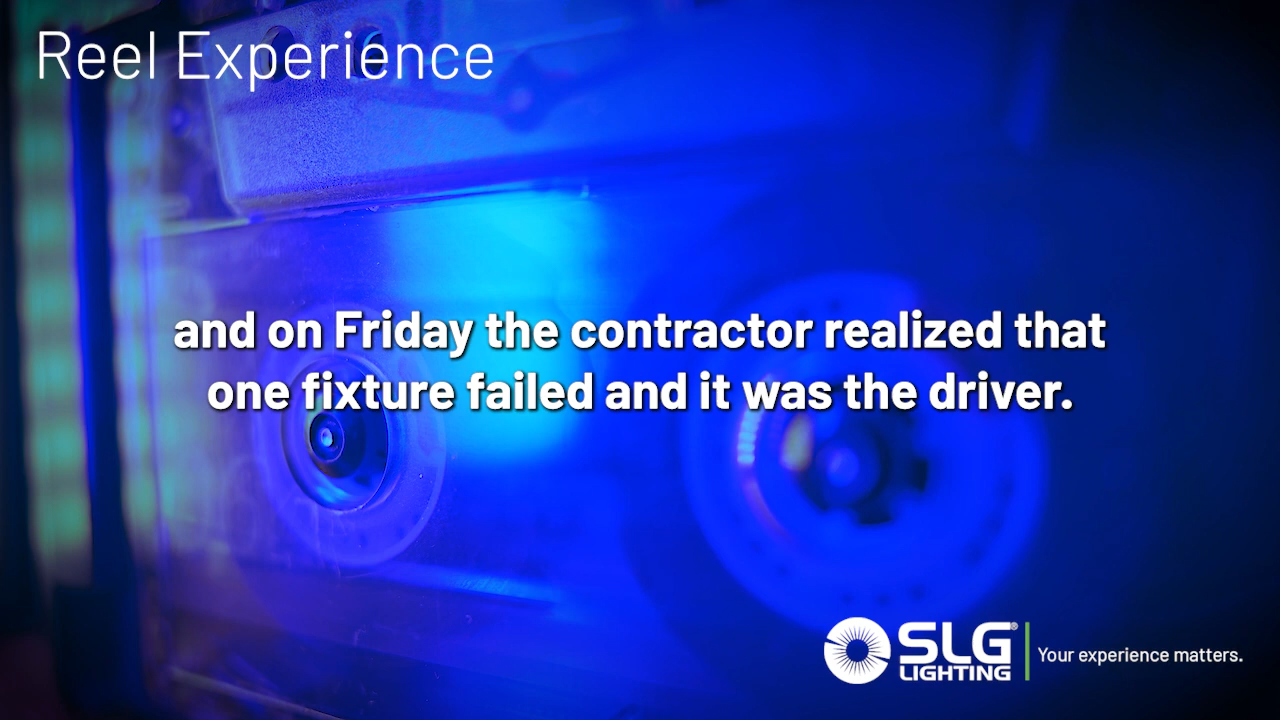 Reel Experience
and on Friday the contractor realized that
one fixture failed and it was the driver.
SLG®
LIGHTING
Your experience matters.